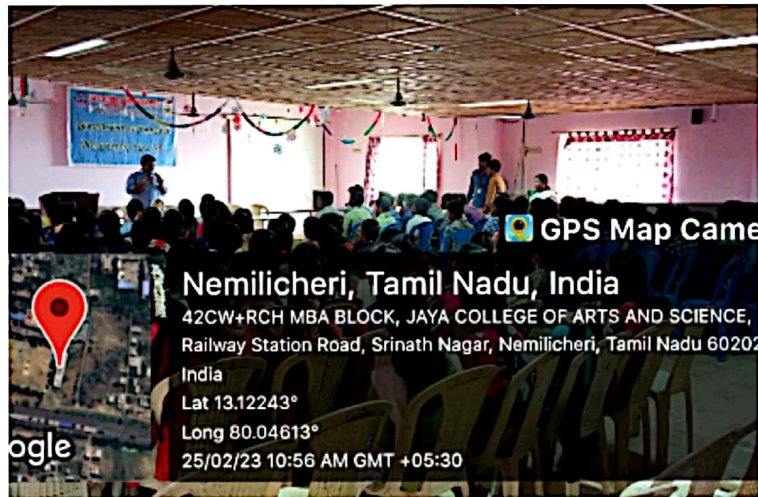 GPS Map Came
Nemilicheri, Tamil Nadu, India
42CW+RCH MBA BLOCK, JAYA COLLEGE OF ARTS AND SCIENCE,
Railway Station Road, Srinath Nagar, Nemilicheri, Tamil Nadu 60202
India
Lat 13.12243°
Long 80.04613°
25/02/23 10:56 AM GMT +05:30
ogle